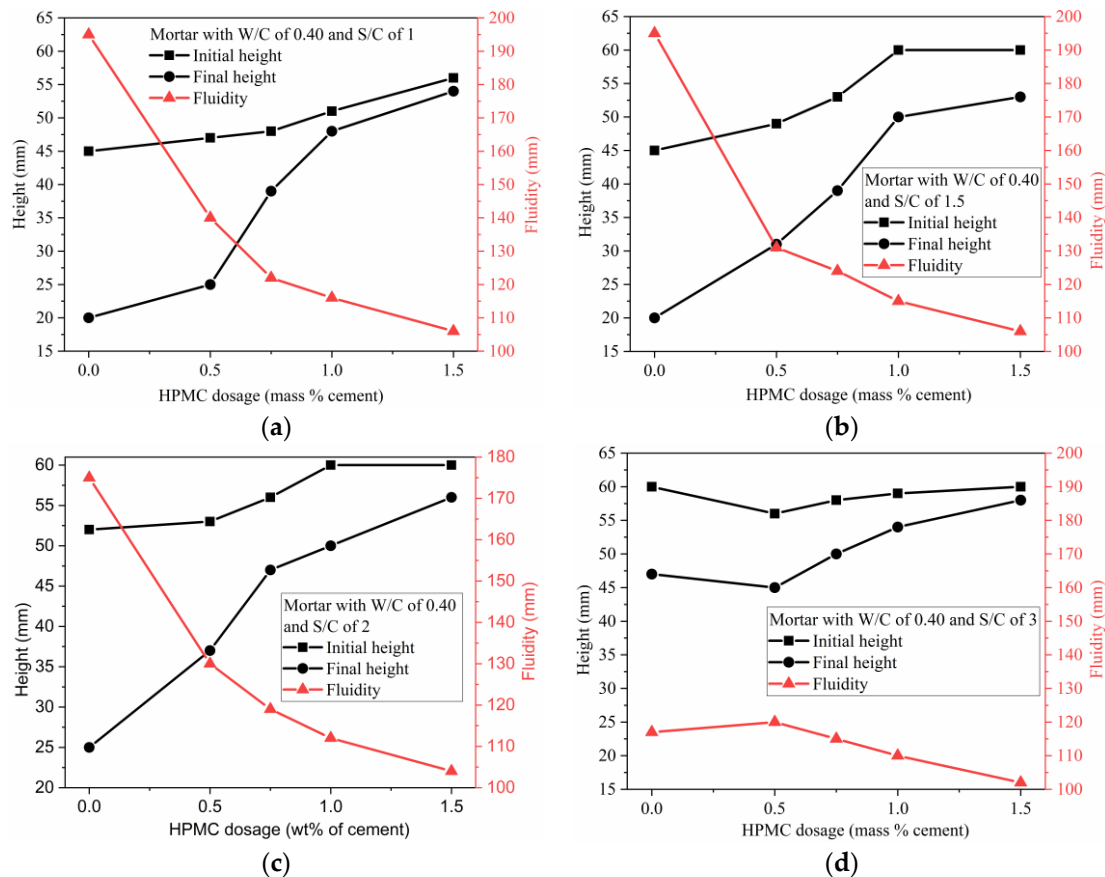 Mortar with W/C of 0.40 and S/C of 1
Initial height
Final height
Fluidity
65
60
55
50
45
40
35
30
25
20
15
Height (mm)
200
190
180
170
160
150
140
130
120
110
100
Fluidity (mm)
0.0 0.5 1.0 1.5
HPMC dosage (mass % cement)
(a)
65
60
55
50
45
40
35
30
25
20
15
Height (mm)
Mortar with W/C of 0.40
and S/C of 1.5
Initial height
Final height
Fluidity
200
190
180
170
160
150
140
130
120
110
100
Fluidity (mm)
0.0 0.5 1.0 1.5
HPMC dosage (mass % cement)
(b)
60
55
50
45
40
35
30
25
20
Height (mm)
Mortar with W/C of 0.40
and S/C of 2
Initial height
Final height
Fluidity
180
170
160
150
140
130
120
110
100
Fluidity (mm)
0.0 0.5 1.0 1.5
HPMC dosage (wt% of cement)
(c)
65
60
55
50
45
40
35
30
25
20
15
Height (mm)
Mortar with W/C of 0.40 and S/C of 3
Initial height
Final height
Fluidity
200
190
180
170
160
150
140
130
120
110
100
Fluidity (mm)
0.0 0.5 1.0 1.5
HPMC dosage (mass % cement)
(d)